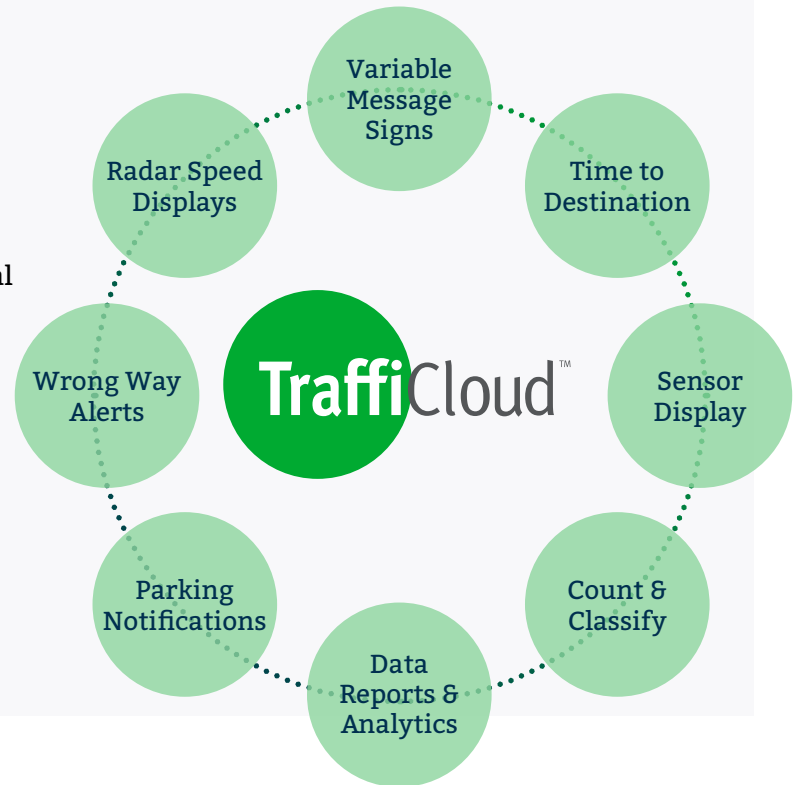 Variable
Message
Signs
Radar Speed
Displays
Time to
Destination
al
Wrong Way
Alerts
TraffiCloud™
Sensor
Display
Parking
Notifications
Count &
Classify
Data
Reports &
Analytics